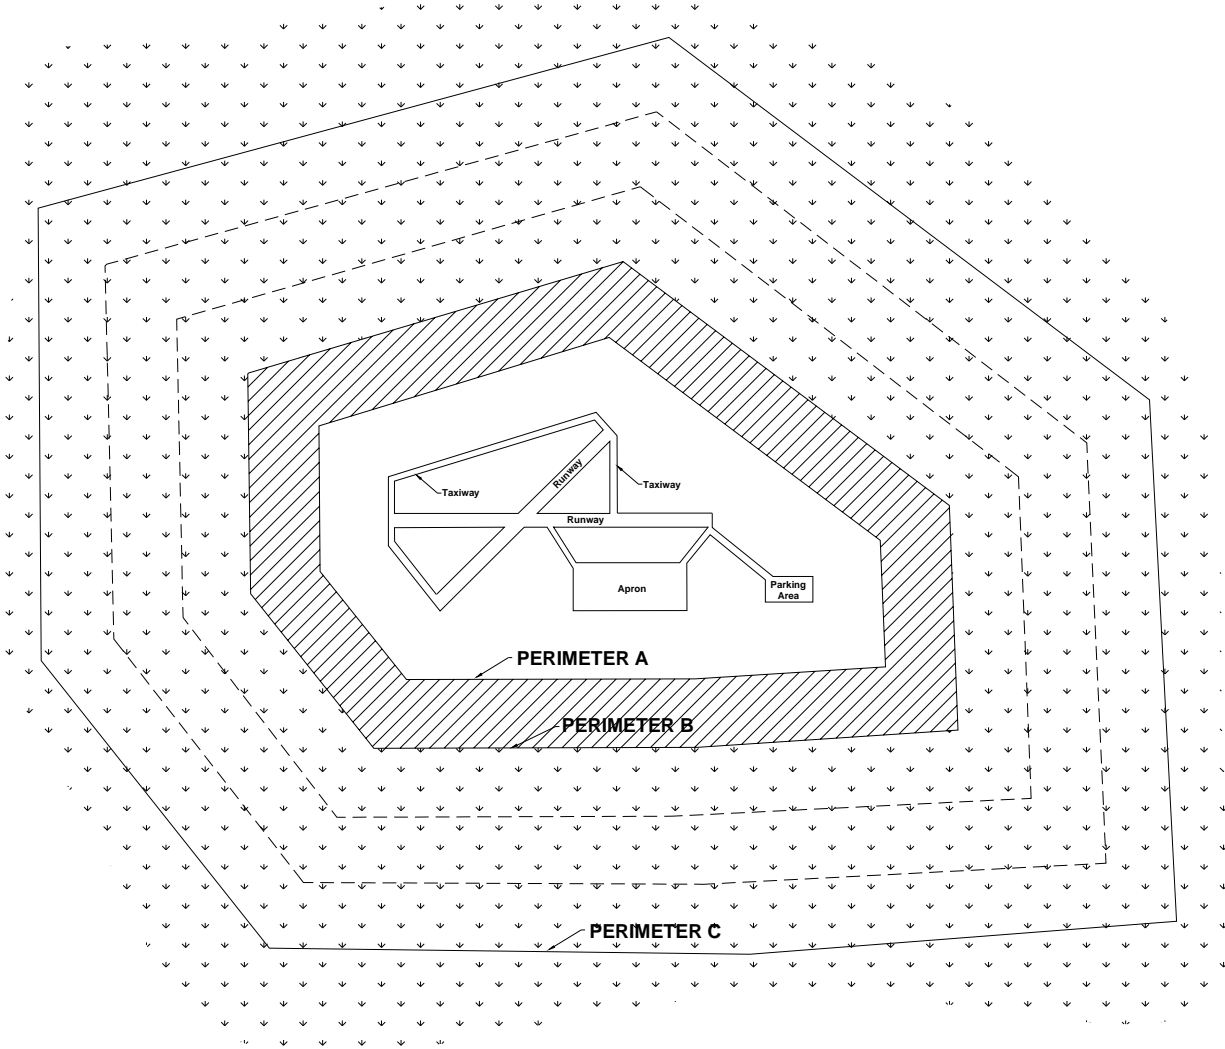 Runway
Taxiway
Taxiway
Runway
Apron
Parking
Area
PERIMETER A
PERIMETER B
PERIMETER C